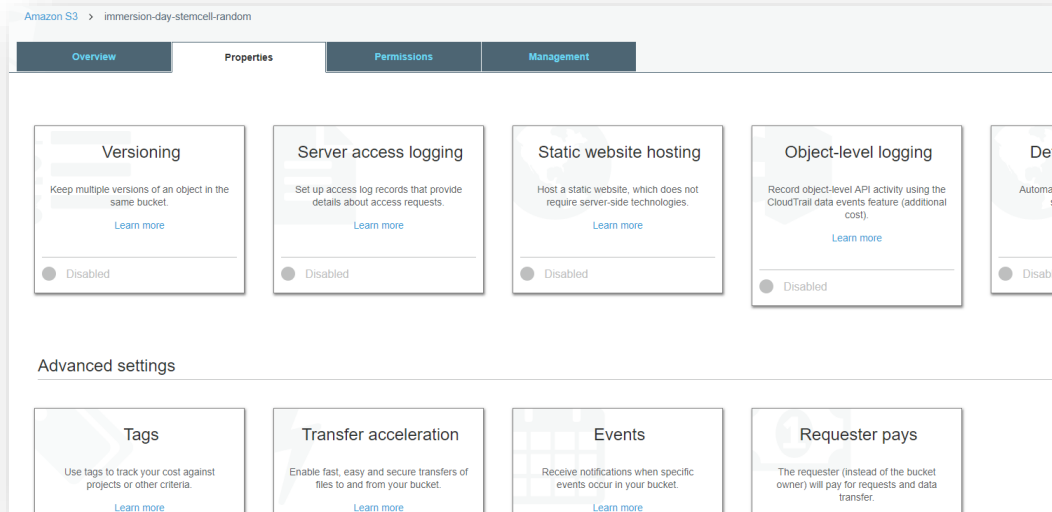 Amazon S3 > immersion-day-stemcell-random
Overview Properties Permissions Management
Versioning
Keep multiple versions of an object in the
same bucket.
Learn more
Disabled
Server access logging
Set up access log records that provide
details about access requests.
Learn more
Disabled
Static website hosting
Host a static website, which does not
require server-side technologies.
Learn more
Disabled
Object-level logging
Record object-level API activity using the
CloudTrail data events feature (additional
cost).
Learn more
Disabled
Advanced settings
Tags
Use tags to track your cost against
projects or other criteria.
Learn more
Transfer acceleration
Enable fast, easy and secure transfers of
files to and from your bucket.
Learn more
Events
Receive notifications when specific
events occur in your bucket.
Learn more
Requester pays
The requester (instead of the bucket
owner) will pay for requests and data
transfer.